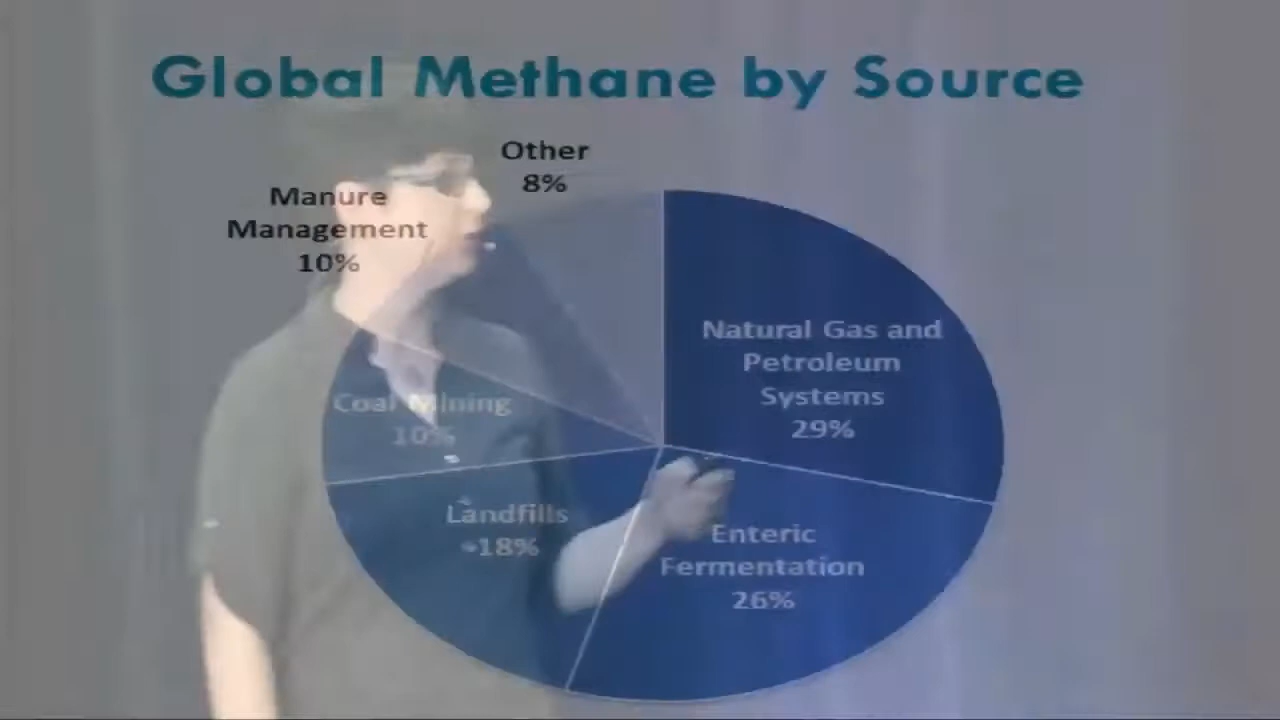 Global Methane by Source
Other
8%
Manure
Management
10%
Natural Gas and
Petroleum
Systems
29%
Coal Mining
10%
Landfills
18%
Enteric
Fermentation
26%